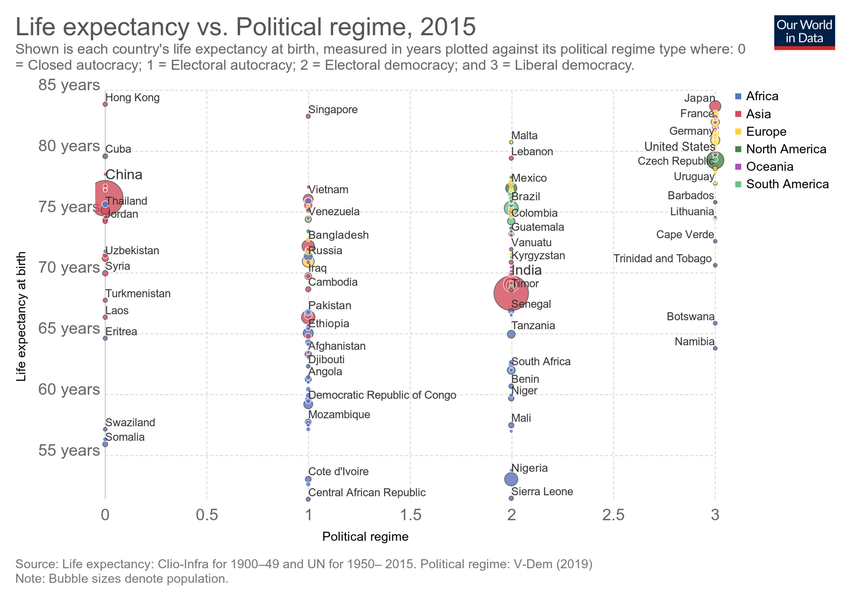 Life expectancy vs. Political regime, 2015
Our World
in Data
Shown is each country's life expectancy at birth, measured in years plotted against its political regime type where: 0
= Closed autocracy; 1 = Electoral autocracy; 2 = Electoral democracy; and 3 = Liberal democracy.
85 years
80 years
75 years
70 years
65 years
60 years
55 years
Life expectancy at birth
Hong Kong
Cuba
China
Thailand
Jordan
Uzbekistan
Syria
Turkmenistan
Laos
Eritrea
Swaziland
Somalia
Singapore
Vietnam
Venezuela
Bangladesh
Russia
Iraq
Cambodia
Pakistan
Ethiopia
Afghanistan
Djibouti
Angola
Democratic Republic of Congo
Mozambique
Cote d'Ivoire
Central African Republic
Malta
Lebanon
Mexico
Brazil
Colombia
Guatemala
Vanuatu
Kyrgyzstan
India
Timor
Senegal
Tanzania
South Africa
Benin
Niger
Mali
Nigeria
Sierra Leone
Japan
France
Germany
United States
Czech Republic
Uruguay
Barbados
Lithuania
Cape Verde
Trinidad and Tobago
Botswana
Namibia
Africa
Asia
Europe
North America
Oceania
South America
0
0.5
1
1.5
2
2.5
3
Political regime
Source: Life expectancy: Clio-Infra for 1900–49 and UN for 1950– 2015. Political regime: V-Dem (2019)
Note: Bubble sizes denote population.